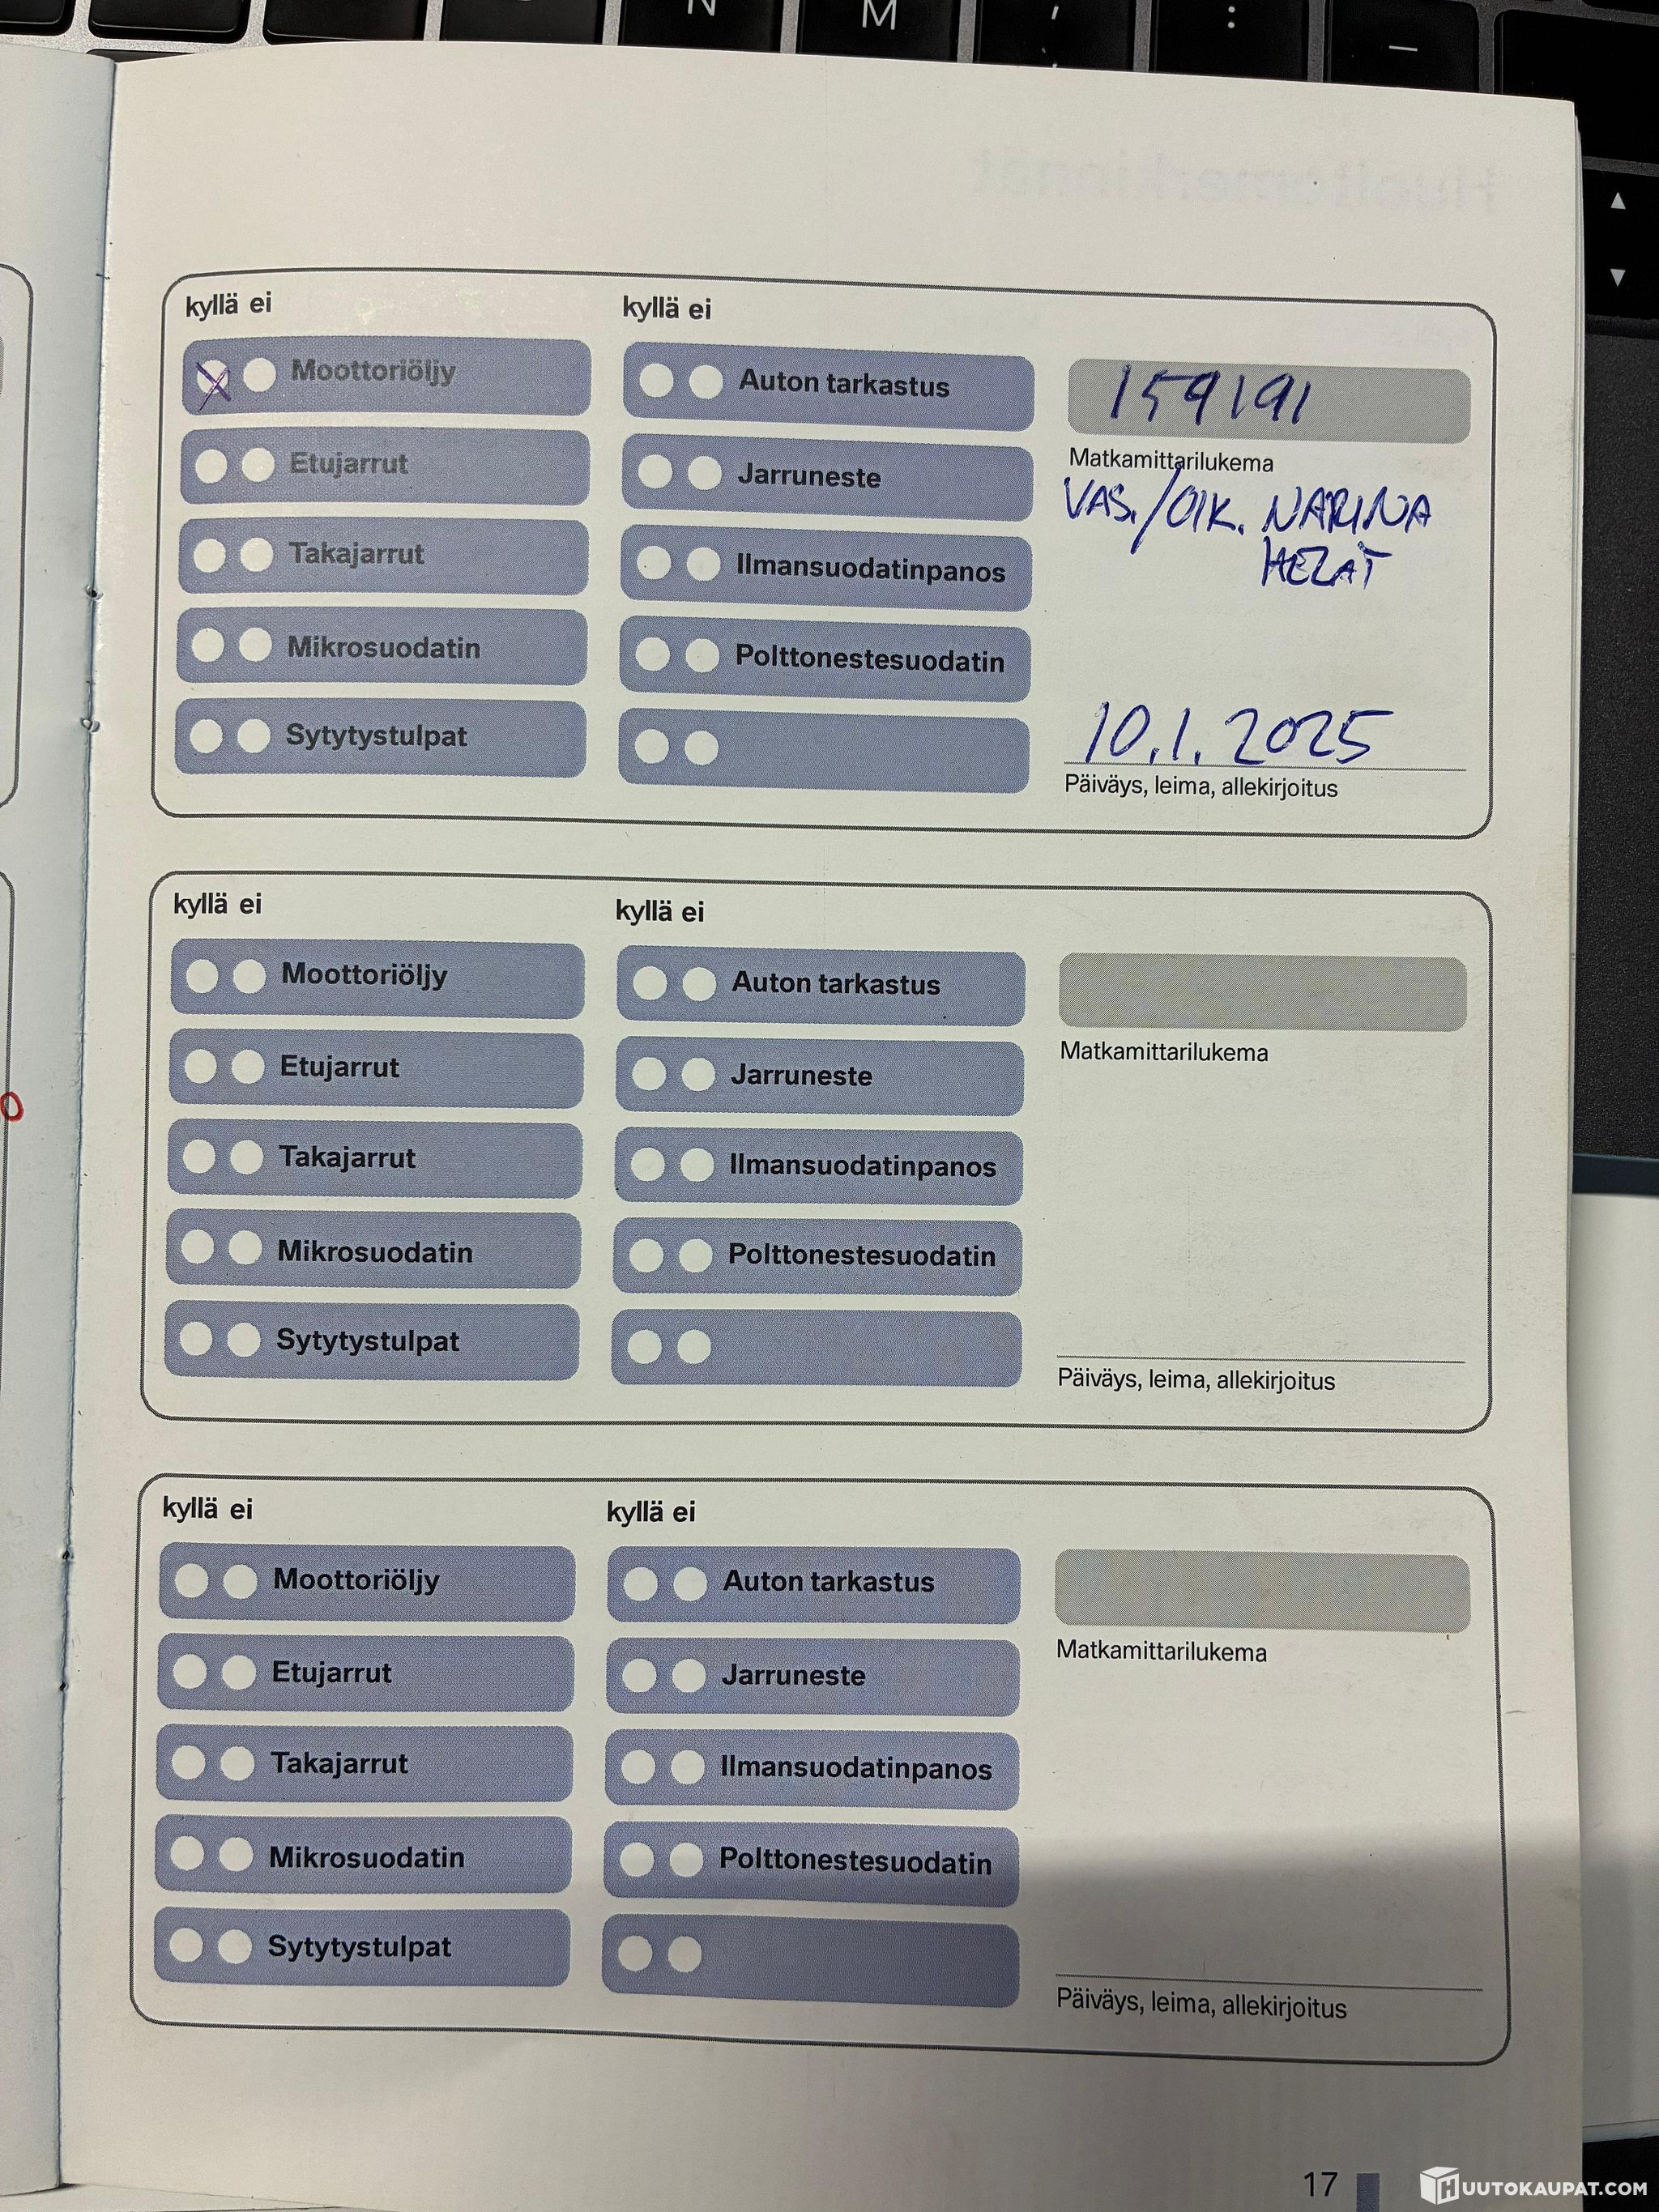 N M , ; : _
Huoltomerkinnät
kyllä ei kyllä ei
Moottoriöljy Auton tarkastus 159191
Etujarrut Jarruneste Matkamittarilukema
VAS./OIK. NARINA
Takajarrut Ilmansuodatinpanos HELAT
Mikrosuodatin Polttonestesuodatin
Sytytystulpat 10.1.2025
Päiväys, leima, allekirjoitus
kyllä ei kyllä ei
Moottoriöljy Auton tarkastus
Etujarrut Jarruneste Matkamittarilukema
Takajarrut Ilmansuodatinpanos
Mikrosuodatin Polttonestesuodatin
Sytytystulpat
Päiväys, leima, allekirjoitus
kyllä ei kyllä ei
Moottoriöljy Auton tarkastus
Etujarrut Jarruneste Matkamittarilukema
Takajarrut Ilmansuodatinpanos
Mikrosuodatin Polttonestesuodatin
Sytytystulpat
Päiväys, leima, allekirjoitus
17
HUUTOKAUPAT.COM